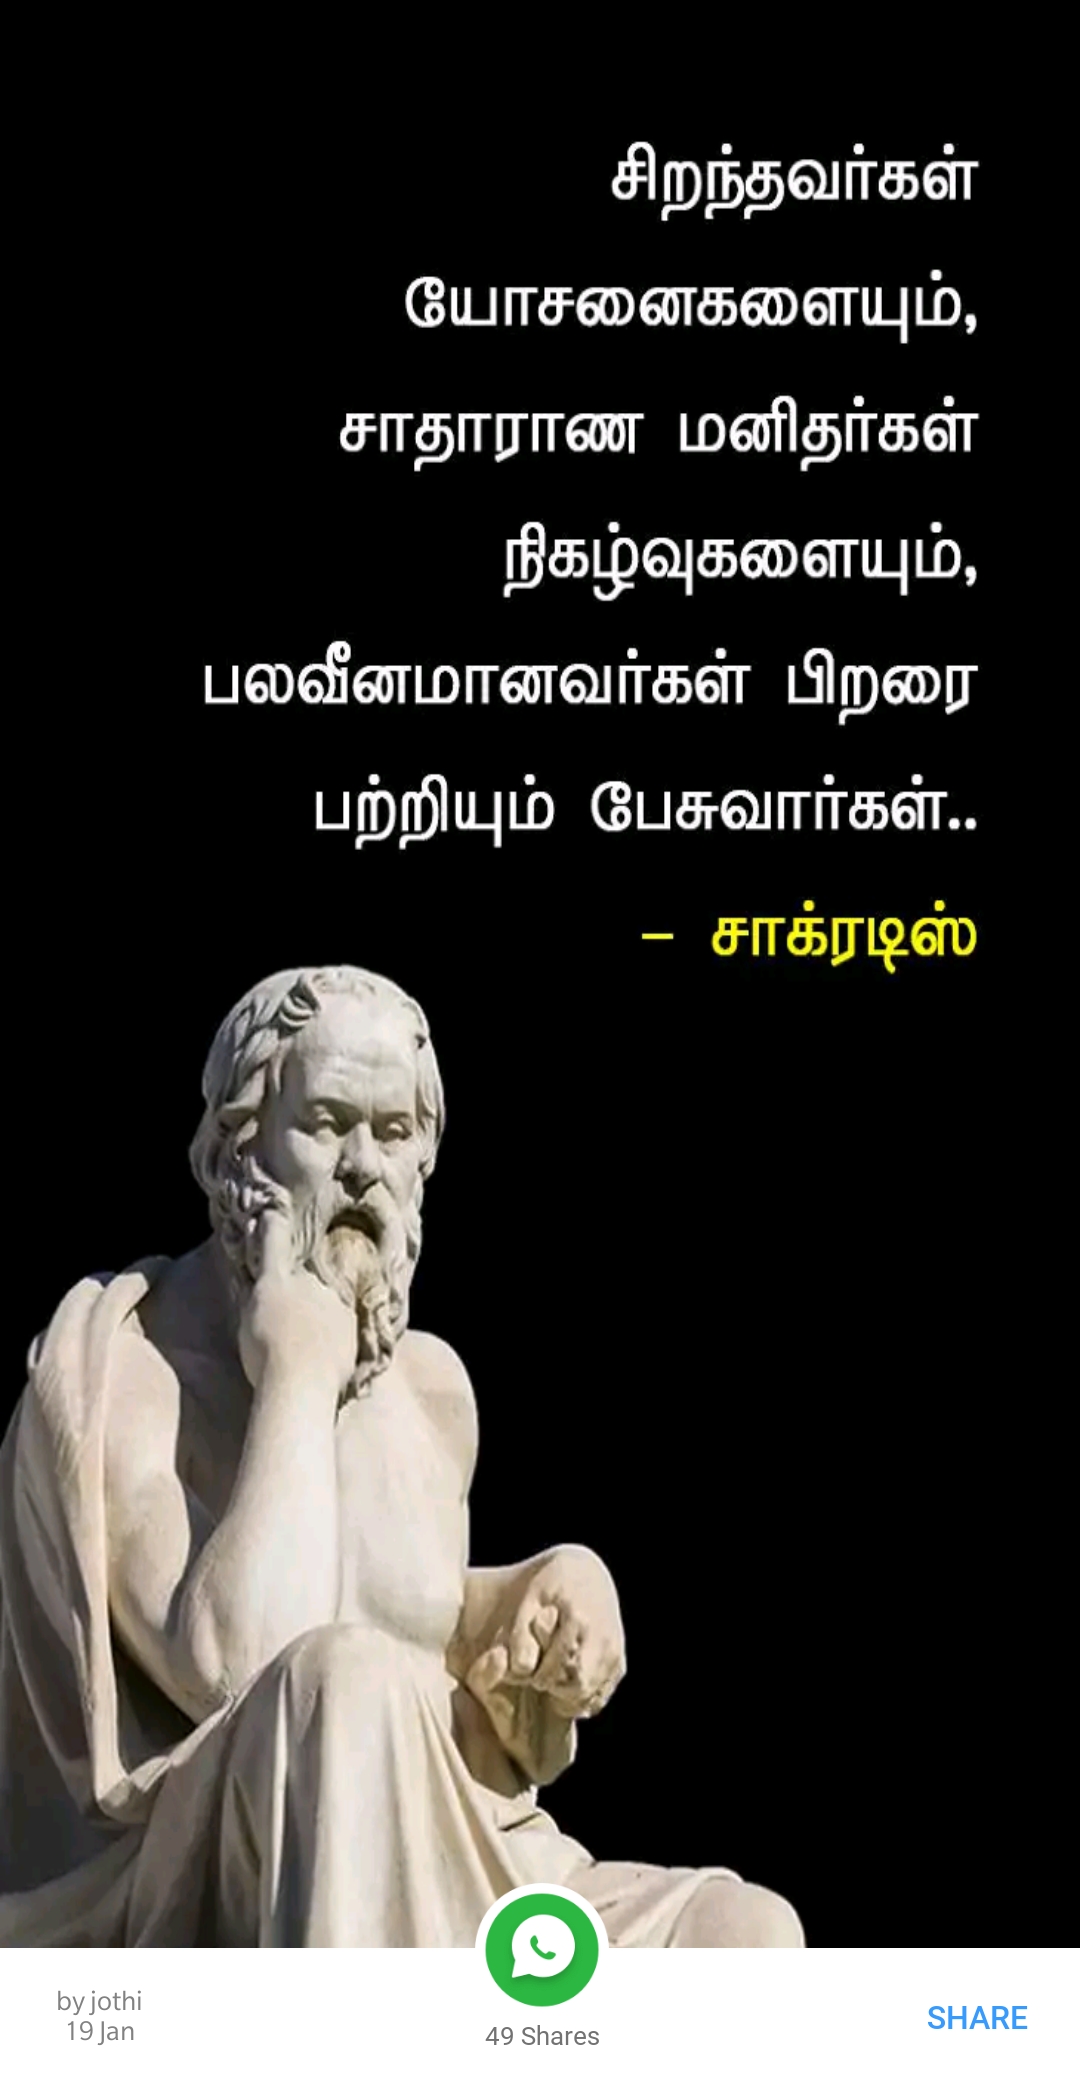 சிறந்தவர்கள்
யோசனைகளையும்,
சாதாராண மனிதர்கள்
நிகழ்வுகளையும்,
பலவீனமானவர்கள் பிறரை
பற்றியும் பேசுவார்கள்..
– சாக்ரடிஸ்
by jothi
19 Jan
49 Shares
SHARE